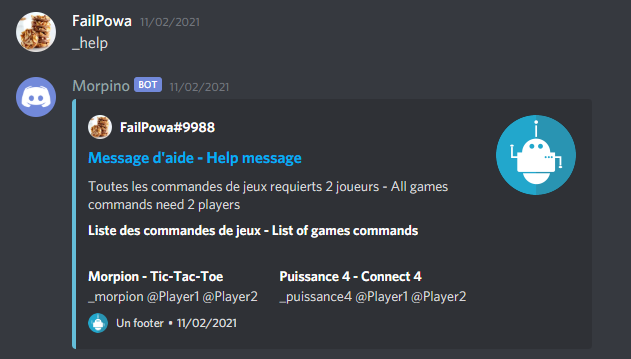 FailPowa 11/02/2021
_help
Morpino BOT 11/02/2021
FailPowa#9988
Message d'aide - Help message
Toutes les commandes de jeux requierts 2 joueurs - All games
commands need 2 players
Liste des commandes de jeux - List of games commands
Morpion - Tic-Tac-Toe Puissance 4 - Connect 4
_morpion @Player1 @Player2 _puissance4 @Player1 @Player2
Un footer • 11/02/2021